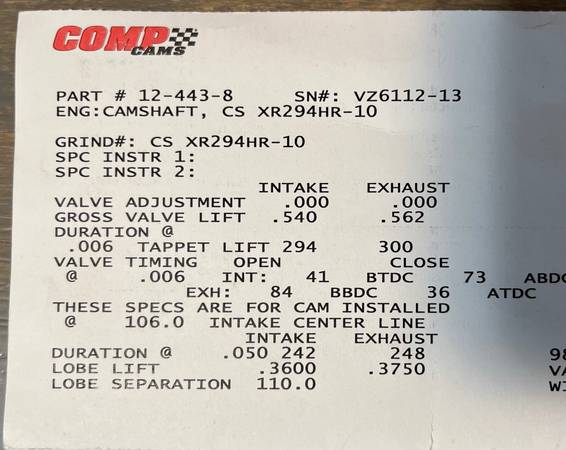 COMP
CAMS
PART # 12-443-8 SN#: VZ6112-13
ENG:CAMSHAFT, CS XR294HR-10
GRIND#: CS XR294HR-10
SPC INSTR 1:
SPC INSTR 2:
INTAKE EXHAUST
VALVE ADJUSTMENT .000 .000
GROSS VALVE LIFT .540 .562
DURATION @
.006 TAPPET LIFT 294 300
VALVE TIMING OPEN CLOSE
@ .006 INT: 41 BTDC 73 ABDC
EXH: 84 BBDC 36 ATDC
THESE SPECS ARE FOR CAM INSTALLED
@ 106.0 INTAKE CENTER LINE
INTAKE EXHAUST
DURATION @ .050 242 248 98
LOBE LIFT .3600 .3750 VA
LOBE SEPARATION 110.0 WI